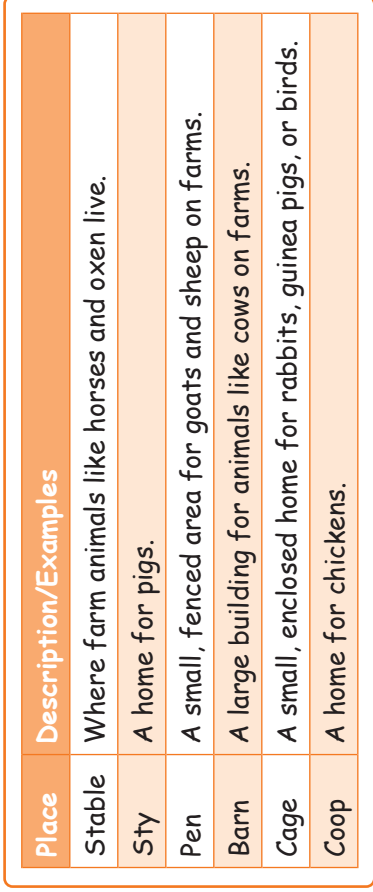 Place Description/Examples
Stable Where farm animals like horses and oxen live.
Sty A home for pigs.
Pen A small, fenced area for goats and sheep on farms.
Barn A large building for animals like cows on farms.
Cage A small, enclosed home for rabbits, guinea pigs, or birds.
Coop A home for chickens.